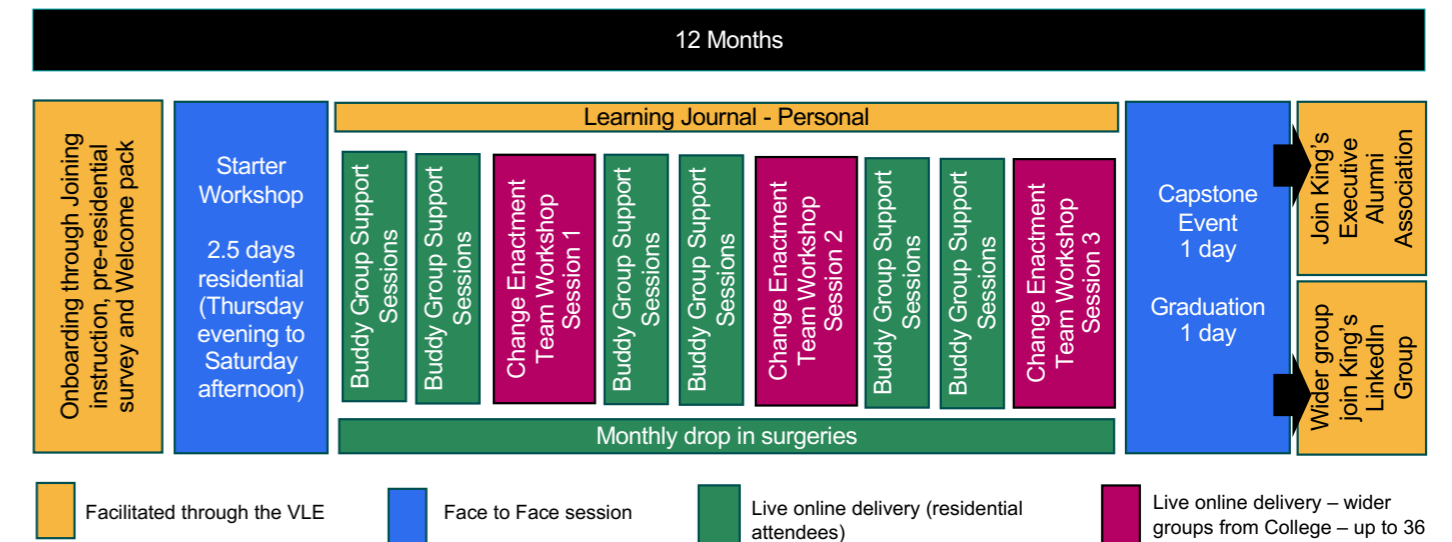 12 Months
Onboarding through Joining
instruction, pre-residential
survey and Welcome pack
Starter
Workshop
2.5 days
residential
(Thursday
evening to
Saturday
afternoon)
Learning Journal - Personal
Buddy Group Support
Sessions
Buddy Group Support
Sessions
Change Enactment
Team Workshop
Session 1
Buddy Group Support
Sessions
Buddy Group Support
Sessions
Change Enactment
Team Workshop
Session 2
Buddy Group Support
Sessions
Buddy Group Support
Sessions
Change Enactment
Team Workshop
Session 3
Monthly drop in surgeries
Capstone
Event
1 day
Graduation
1 day
Join King's
Executive
Alumni
Association
Wider group
join King's
LinkedIn
Group
Facilitated through the VLE
Face to Face session
Live online delivery (residential
attendees)
Live online delivery – wider
groups from College – up to 36